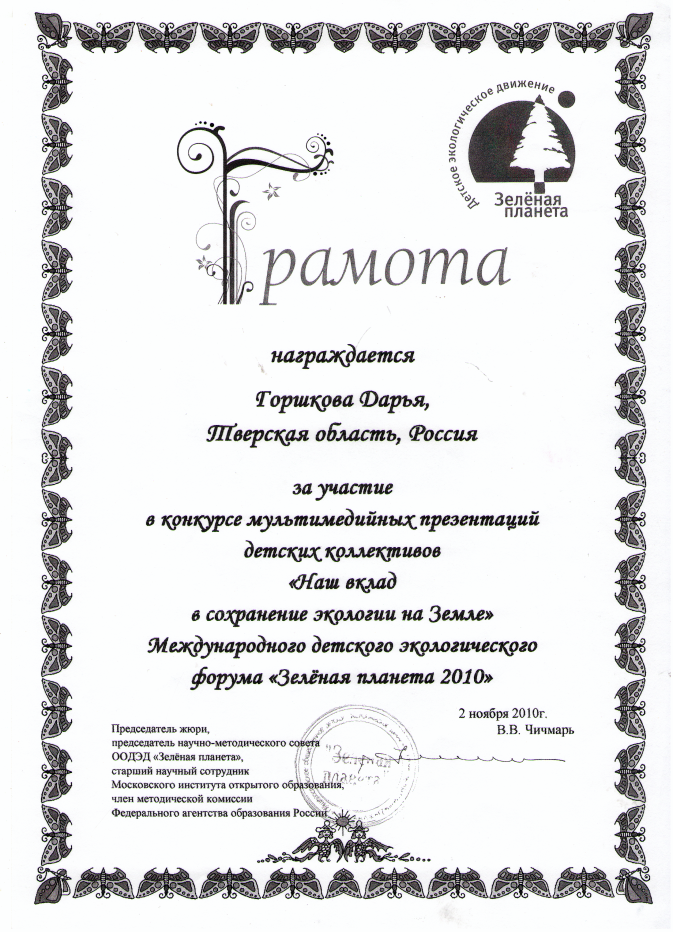 Детское экологическое движение
Зелёная
планета
Грамота
награждается
Горшкова Дарья,
Тверская область, Россия
за участие
в конкурсе мультимедийных презентаций
детских коллективов
«Наш вклад
в сохранение экологии на Земле»
Международного детского экологического
форума «Зелёная планета 2010»
2 ноября 2010г.
В.В. Чичмарь
Председатель жюри,
председатель научно-методического совета
ООДЭД «Зелёная планета»,
старший научный сотрудник
Московского института открытого образования,
член методической комиссии
Федерального агентства образования России
"Зелёная
планета"